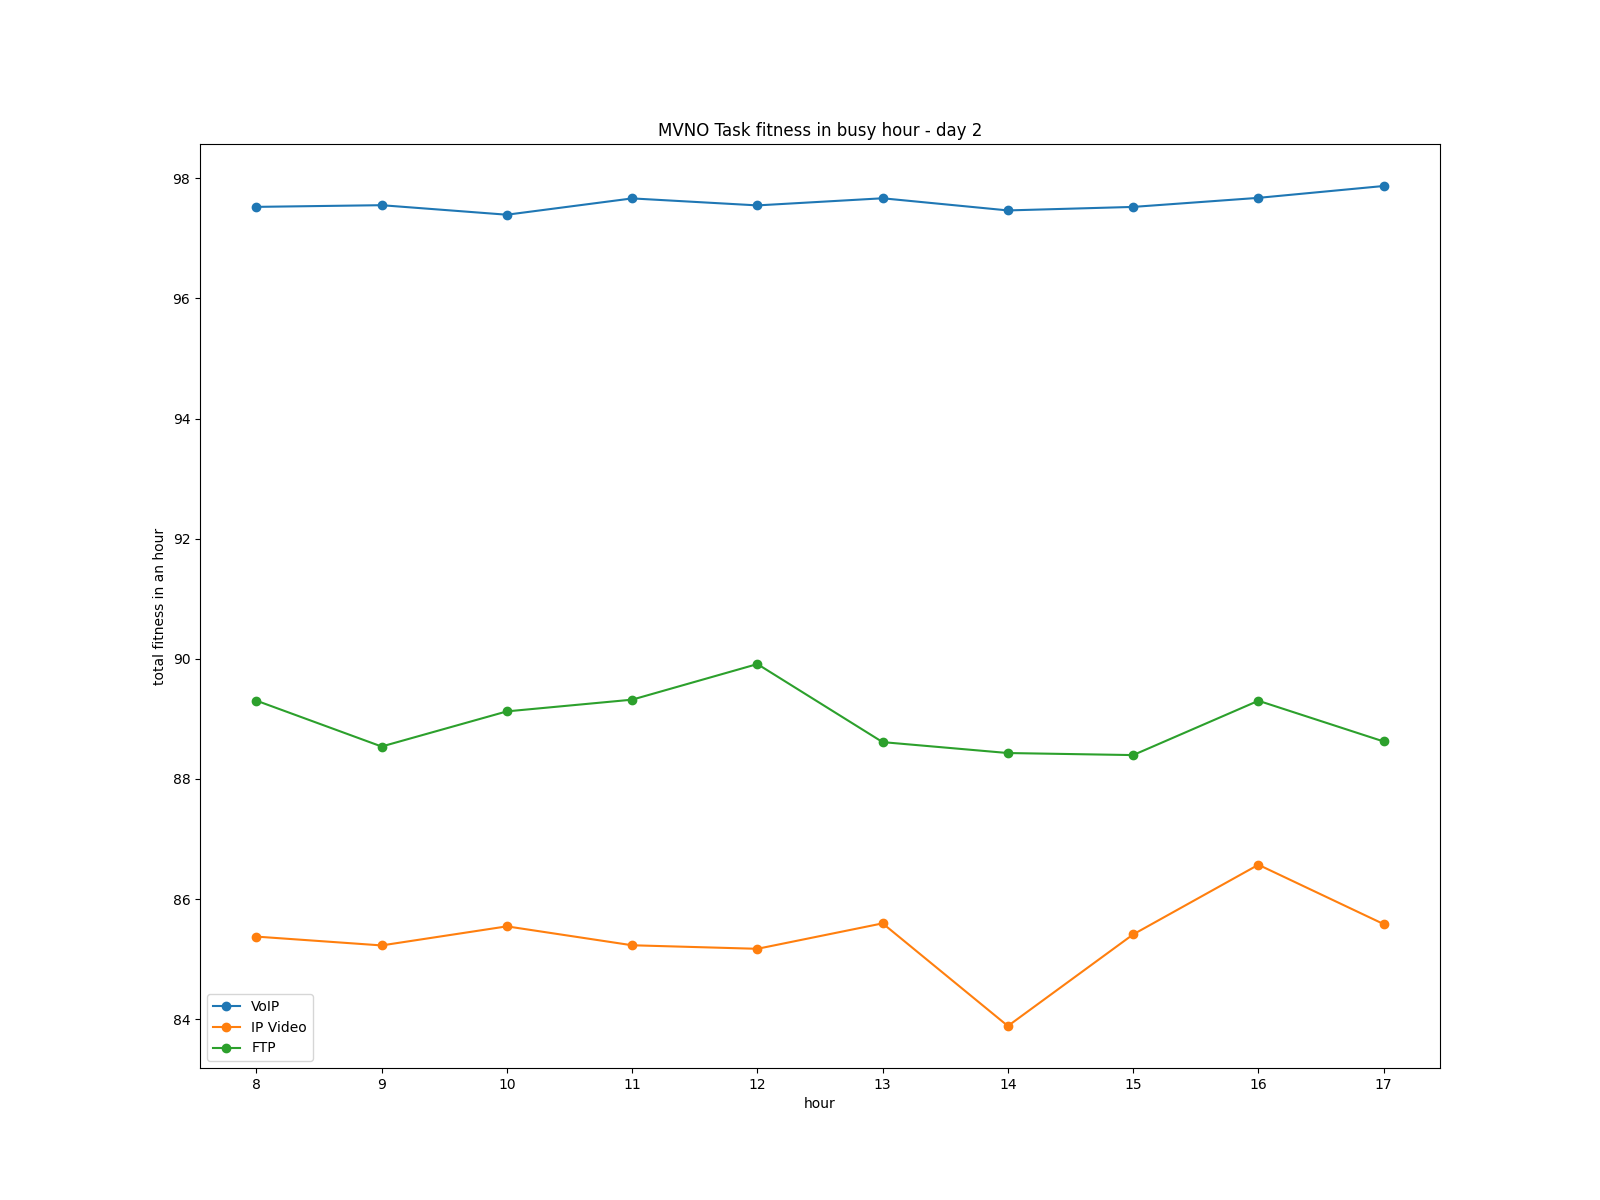 MVNO Task fitness in busy hour - day 2
98
96
94
92
90
88
86
84
total fitness in an hour
VoIP
IP Video
FTP
8 9 10 11 12 13 14 15 16 17
hour